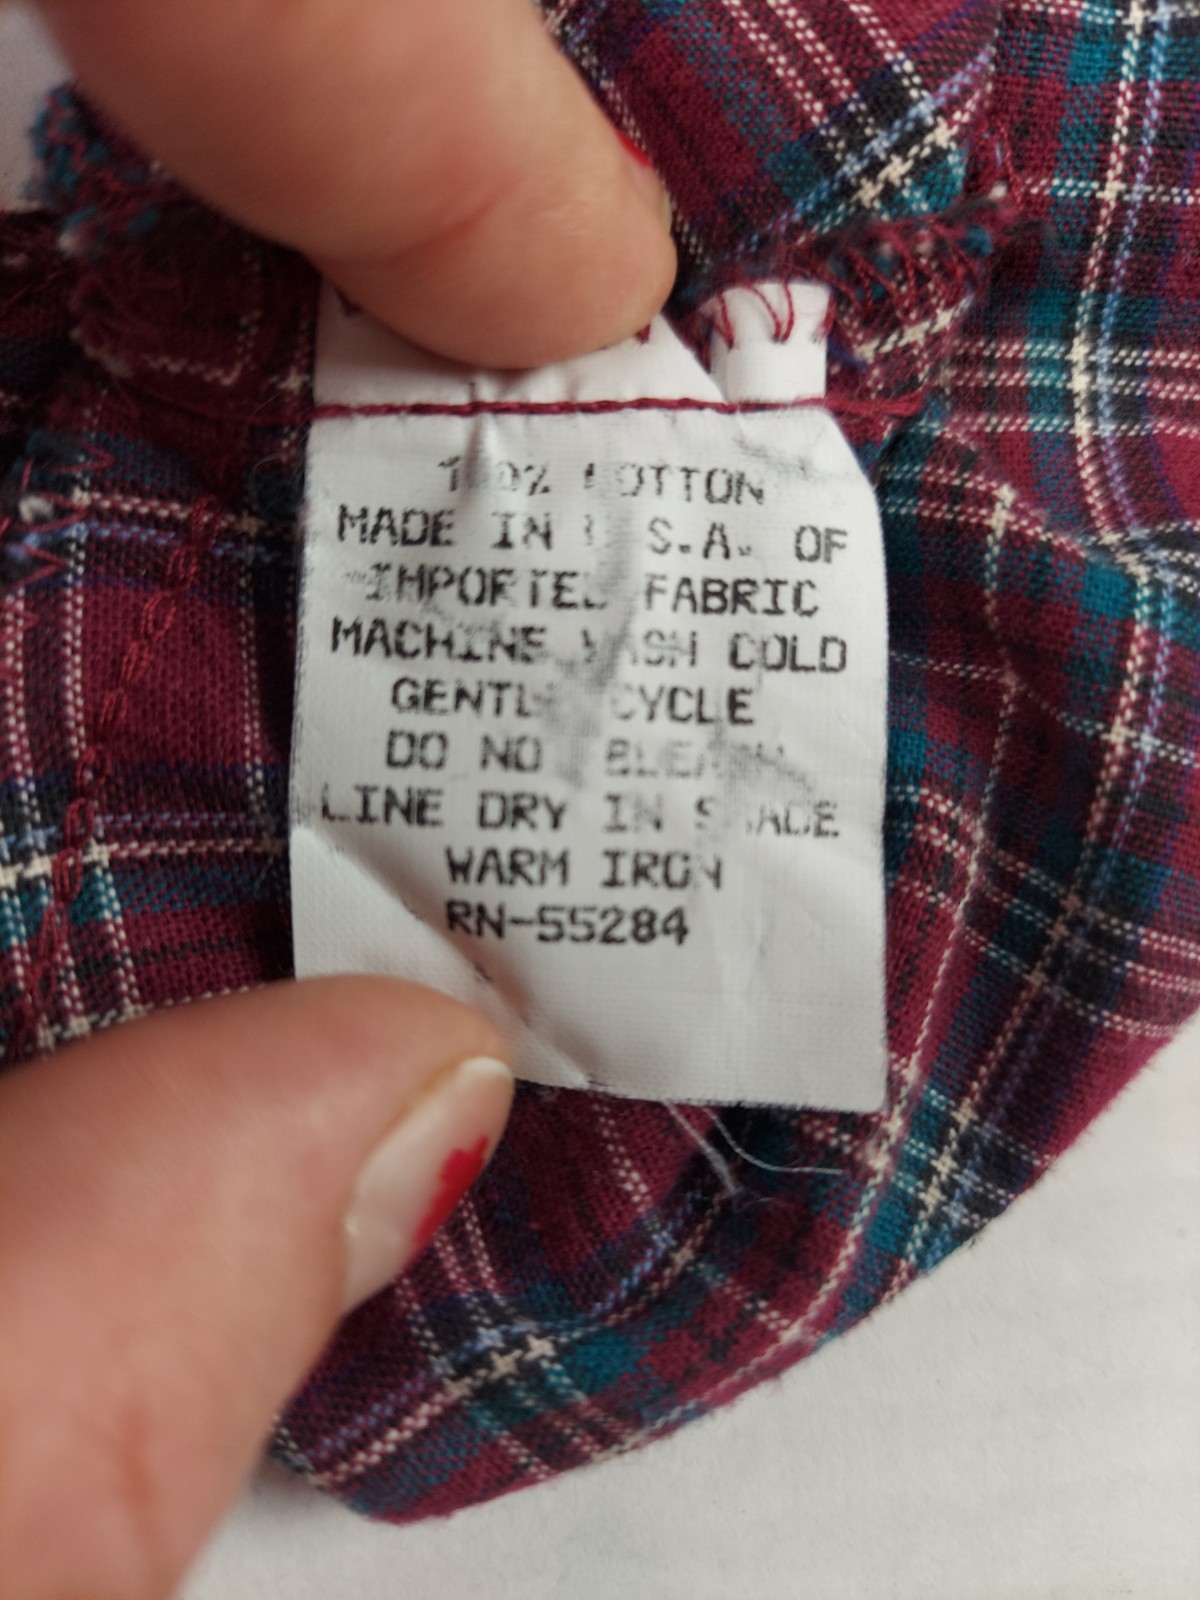 100% COTTON
MADE IN U.S.A. OF
IMPORTED FABRIC
MACHINE WASH COLD
GENTLE CYCLE
DO NOT BLEACH
LINE DRY IN SHADE
WARM IRON
RN-55284